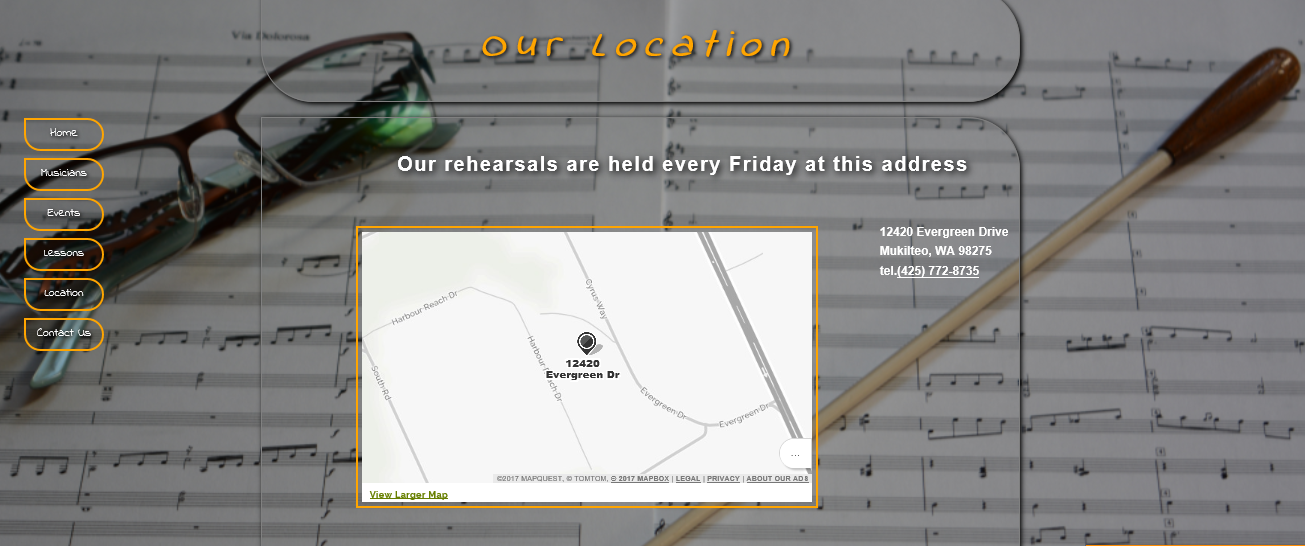 Our Location
Via Dolorosa
Home
Musicians
Events
Lessons
Location
Contact Us
Our rehearsals are held every Friday at this address
12420 Evergreen Drive
Mukilteo, WA 98275
tel.(425) 772-8735
Harbour Reach Dr
Cyrus Way
Harbour Reach Dr
South Rd
12420
Evergreen Dr
Evergreen Dr
Evergreen Dr
...
©2017 MAPQUEST, © TOMTOM, © 2017 MAPBOX | LEGAL | PRIVACY | ABOUT OUR ADS
View Larger Map